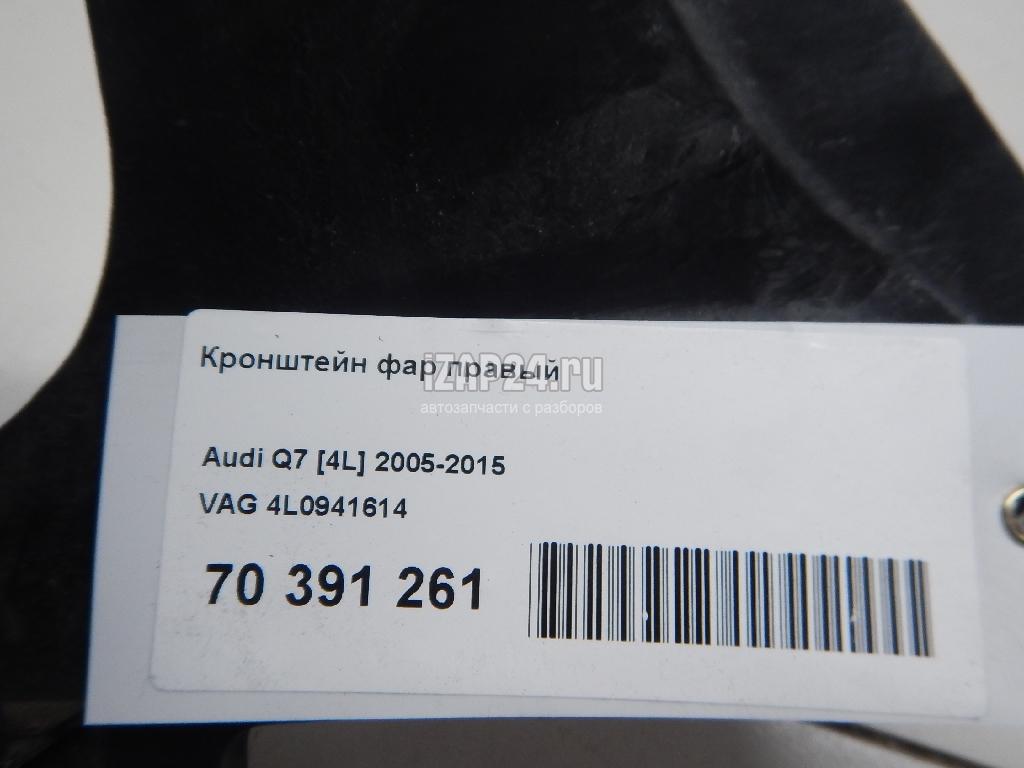 Кронштейн фар правый
iZAP24.ru
автозапчасти с разборов
Audi Q7 [4L] 2005-2015
VAG 4L0941614
70 391 261